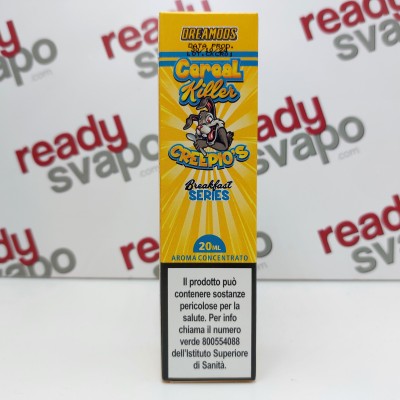 DREAMODS
Cereal
Killer
CREEPIO'S
Breakfast
SERIES
20ML
AROMA CONCENTRATO
Il prodotto può
contenere sostanze
pericolose per la
salute. Per info
chiama il numero
verde 800554088
dell'Istituto Superiore
di Sanità.
ready
svapo
ready
svapo
ready
svapo
ready
svapo